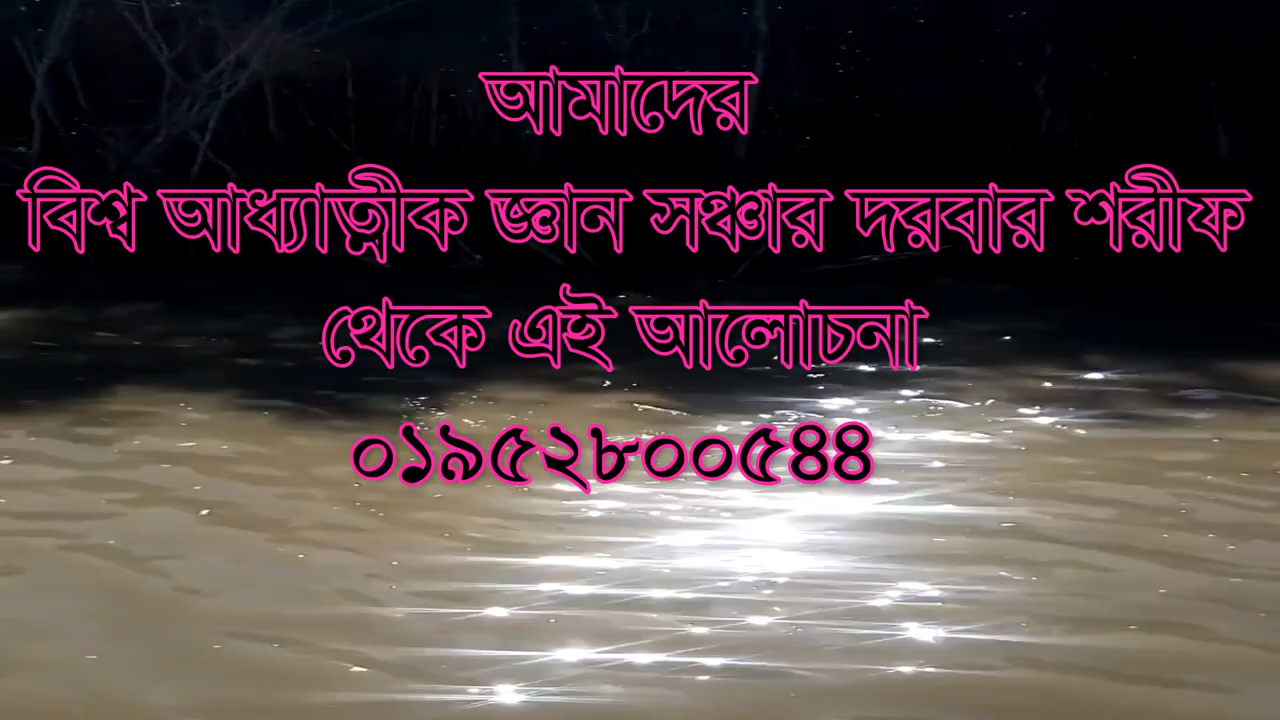 আমাদের
বিশ্ব আধ্যাত্নীক জ্ঞান সঞ্চার দরবার শরীফ
থেকে এই আলোচনা
০১৯৫২৮০০৫৪৪